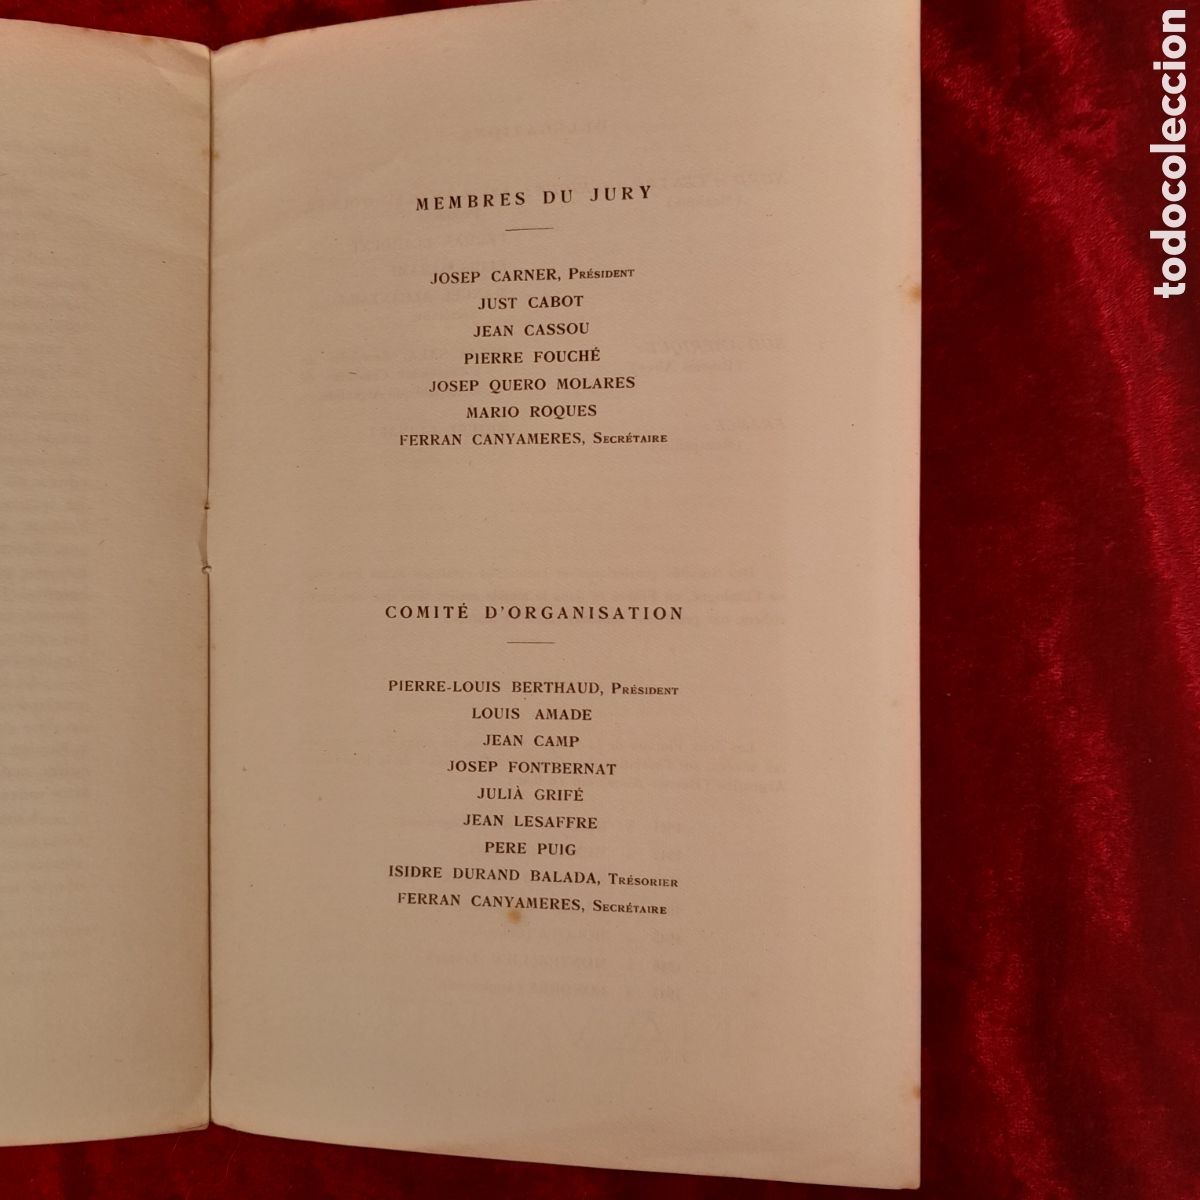 MEMBRES DU JURY
JOSEP CARNER, Président
JUST CABOT
JEAN CASSOU
PIERRE FOUCHÉ
JOSEP QUERO MOLARES
MARIO ROQUES
FERRAN CANYAMERES, Secrétaire
COMITÉ D'ORGANISATION
PIERRE-LOUIS BERTHAUD, Président
LOUIS AMADE
JEAN CAMP
JOSEP FONTBERNAT
JULIÀ GRIFÉ
JEAN LESAFFRE
PERE PUIG
ISIDRE DURAND BALADA, Trésorier
FERRAN CANYAMERES, Secrétaire
todocoleccion